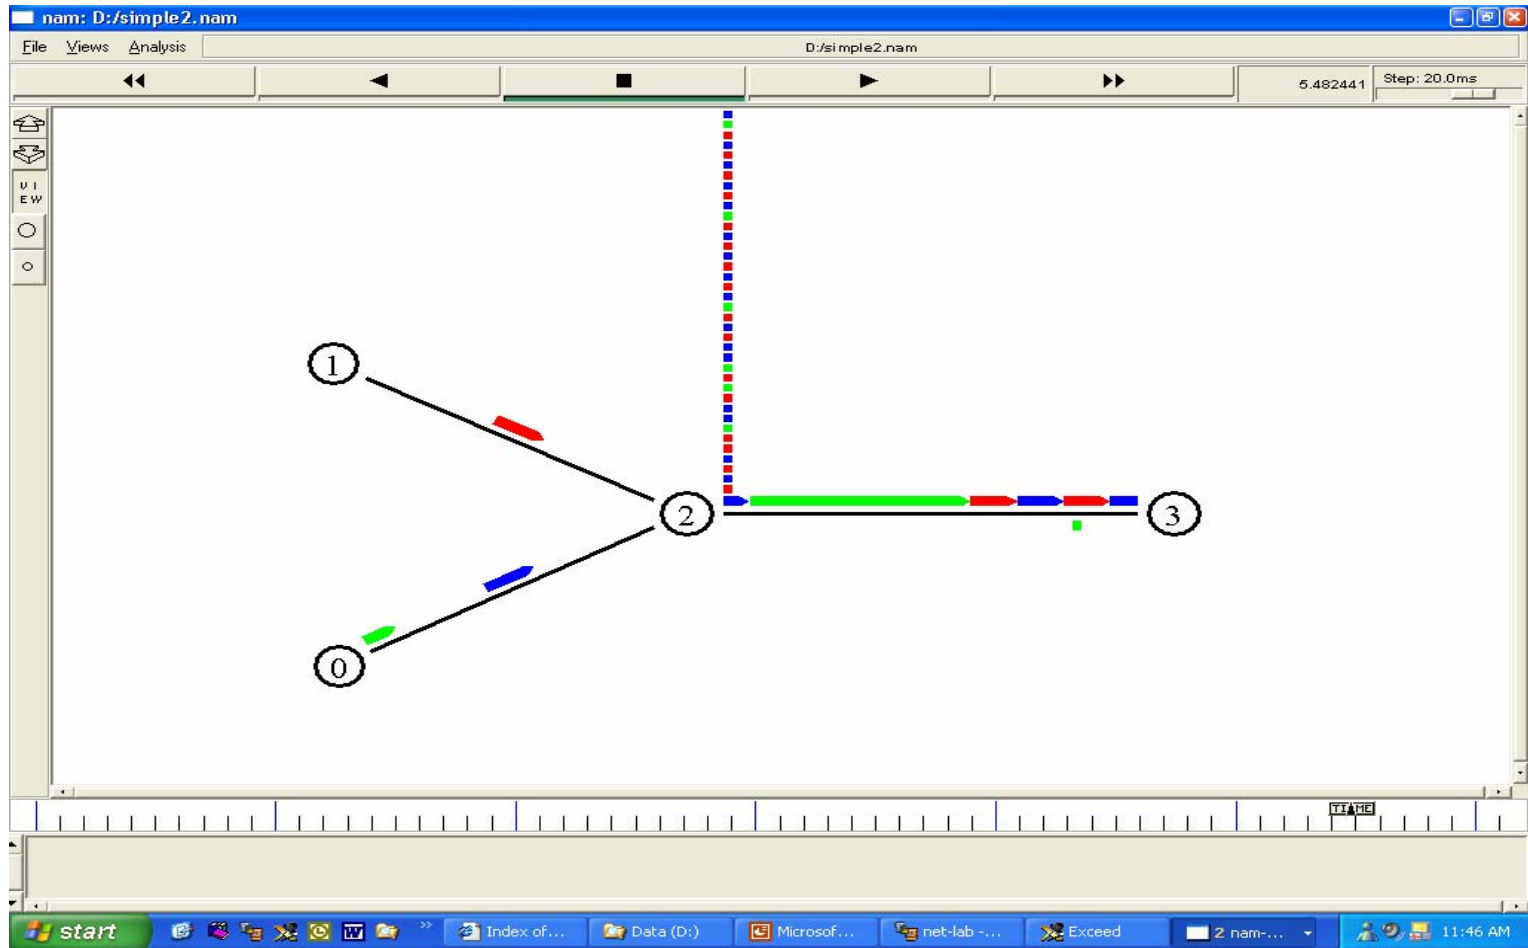 nam: D:/simple2.nam
File Views Analysis D:/simple2.nam
5.482441 Step: 20.0ms
V I
E W
1
2
3
0
TIME
start Index of... Data (D:) Microsof... net-lab -... Exceed 2 nam-... 11:46 AM